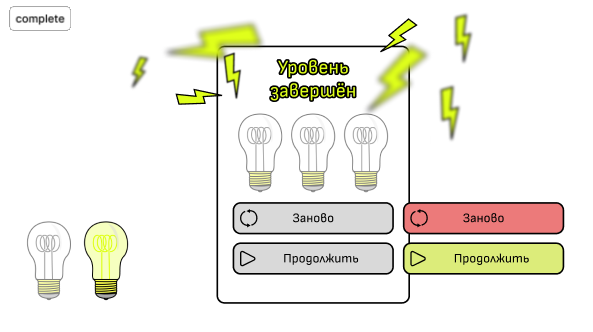 complete
Уровень
завершён
Заново
Заново
Продолжить
Продолжить